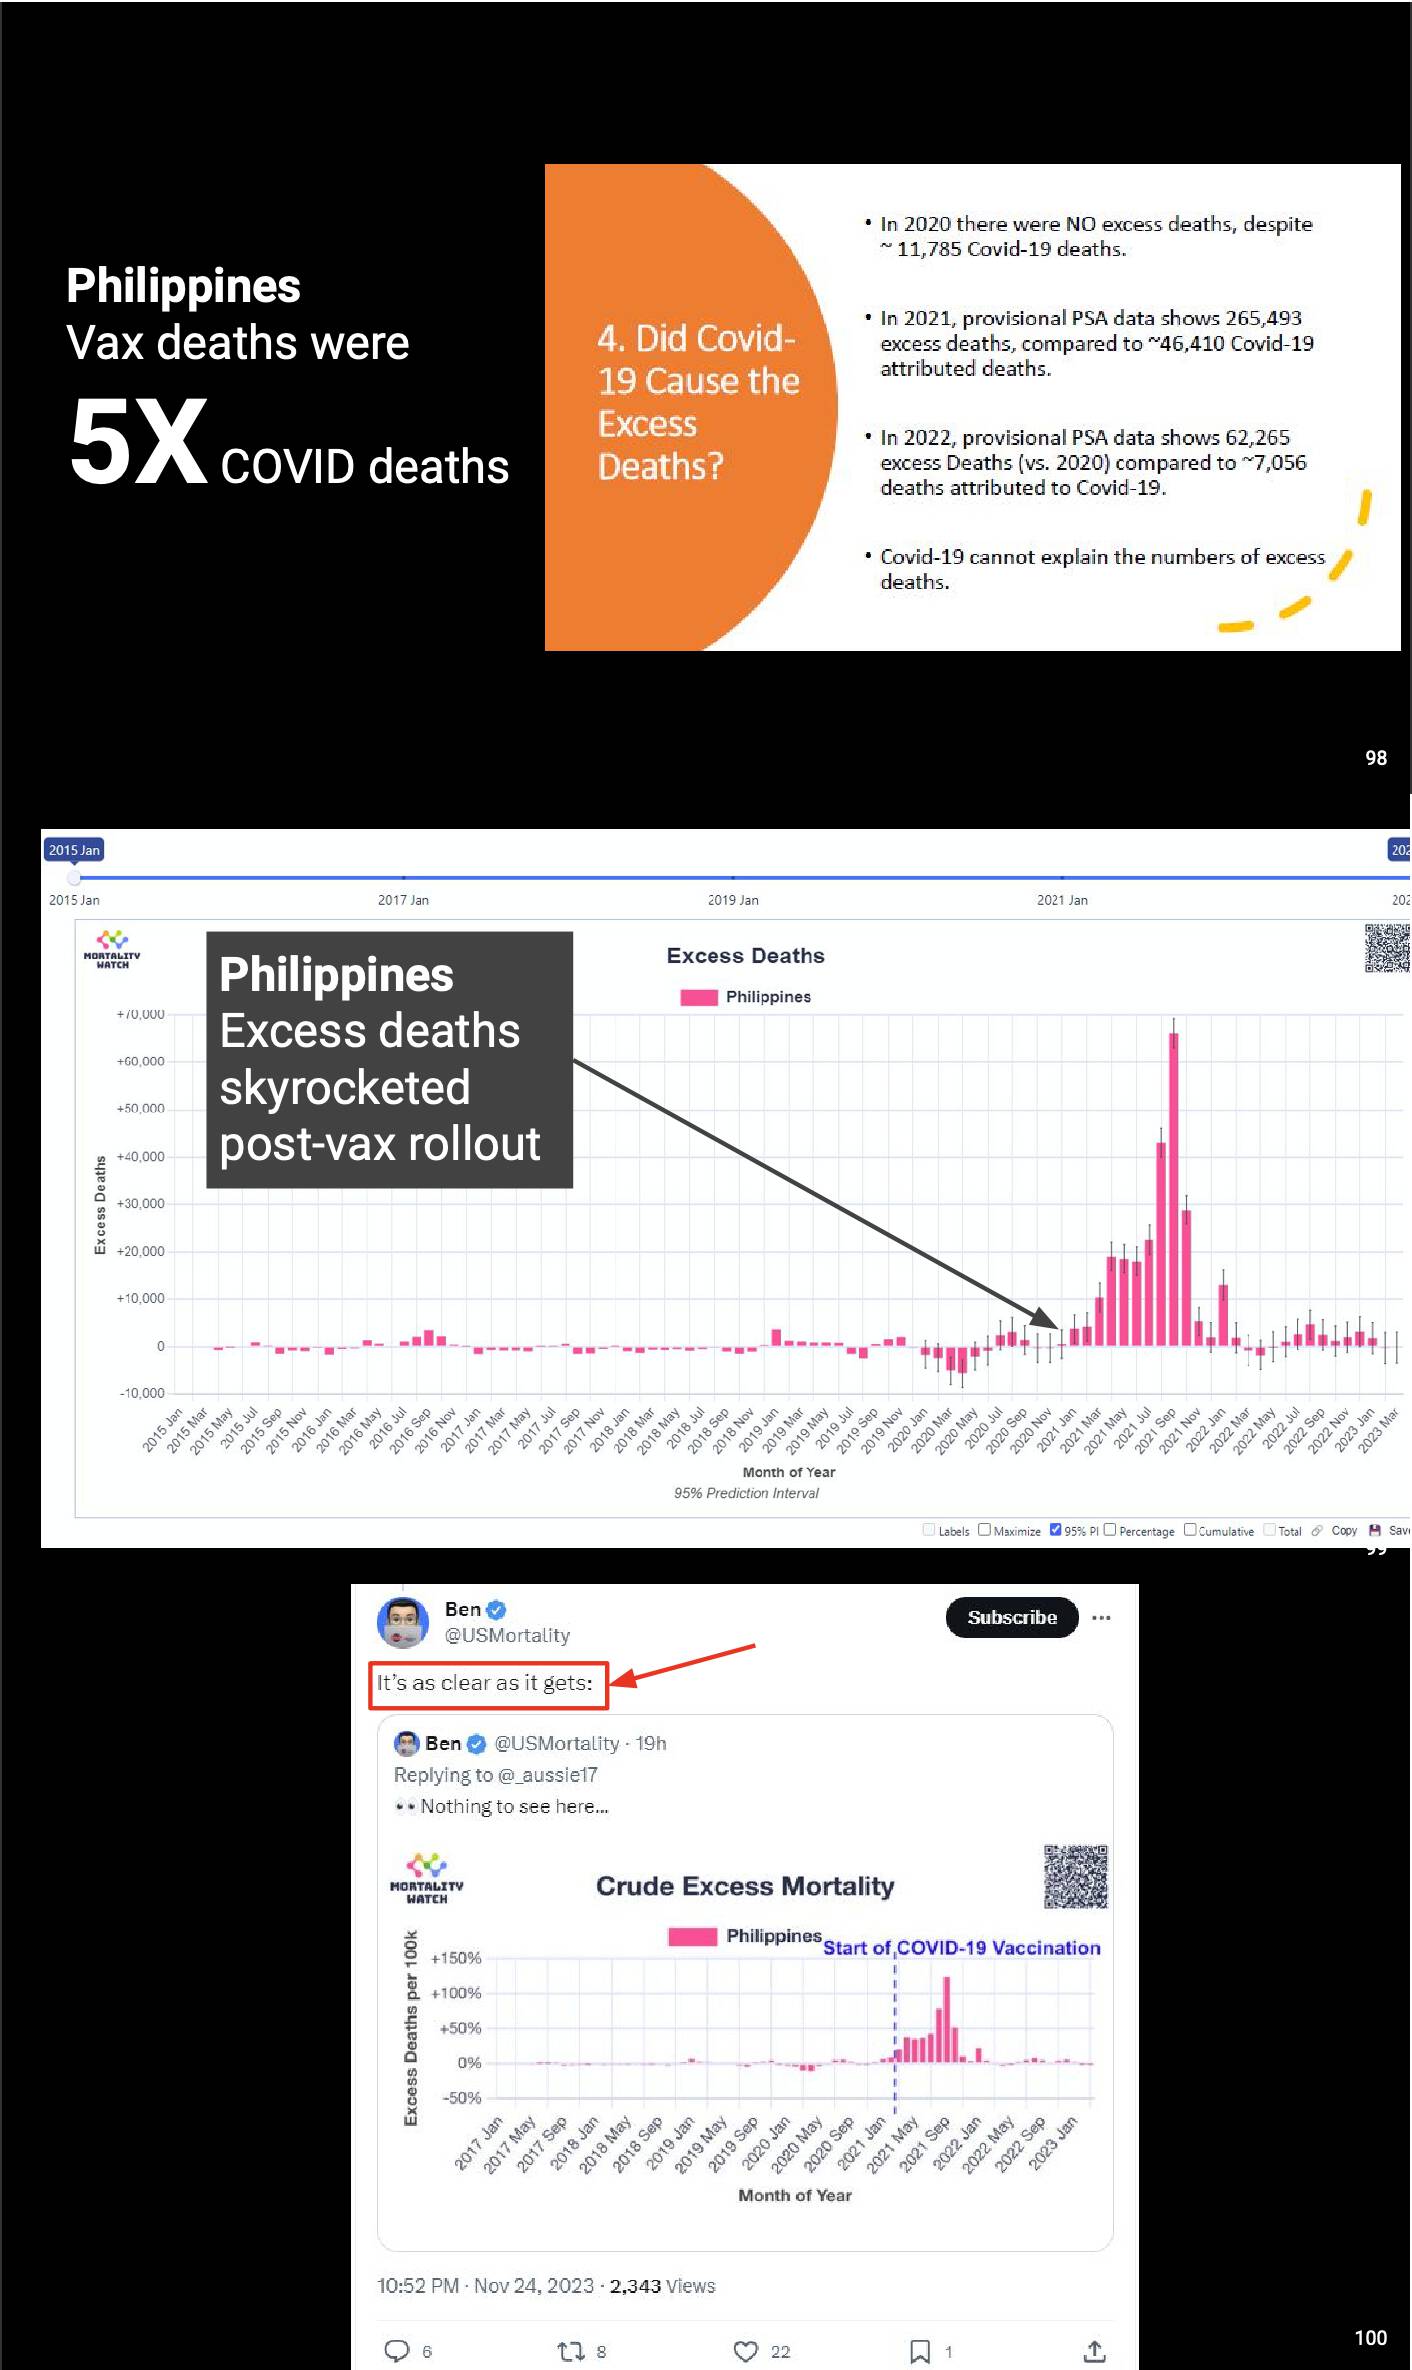 Philippines
Vax deaths were
5X COVID deaths
4. Did Covid-
19 Cause the
Excess
Deaths?
• In 2020 there were NO excess deaths, despite
~ 11,785 Covid-19 deaths.
• In 2021, provisional PSA data shows 265,493
excess deaths, compared to ~46,410 Covid-19
attributed deaths.
• In 2022, provisional PSA data shows 62,265
excess Deaths (vs. 2020) compared to ~7,056
deaths attributed to Covid-19.
• Covid-19 cannot explain the numbers of excess
deaths.
98
2015 Jan
202
2015 Jan
2017 Jan
2019 Jan
2021 Jan
202
MORTALITY
WATCH
Philippines
Excess deaths
skyrocketed
post-vax rollout
Excess Deaths
Philippines
Excess Deaths
+70,000
+60,000
+50,000
+40,000
+30,000
+20,000
+10,000
0
-10,000
2015 Jan
2015 Mar
2015 May
2015 Jul
2015 Sep
2015 Nov
2016 Jan
2016 Mar
2016 May
2016 Jul
2016 Sep
2016 Nov
2017 Jan
2017 Mar
2017 May
2017 Jul
2017 Sep
2017 Nov
2018 Jan
2018 Mar
2018 May
2018 Jul
2018 Sep
2018 Nov
2019 Jan
2019 Mar
2019 May
2019 Jul
2019 Sep
2019 Nov
2020 Jan
2020 Mar
2020 May
2020 Jul
2020 Sep
2020 Nov
2021 Jan
2021 Mar
2021 May
2021 Jul
2021 Sep
2021 Nov
2022 Jan
2022 Mar
2022 May
2022 Jul
2022 Sep
2022 Nov
2023 Jan
2023 Mar
Month of Year
95% Prediction Interval
Labels Maximize 95% PI Percentage Cumulative Total Copy Save
99
Ben
@USMortality
Subscribe
It's as clear as it gets:
Ben @USMortality · 19h
Replying to @_aussie17
👀Nothing to see here...
MORTALITY
WATCH
Crude Excess Mortality
Philippines
Start of COVID-19 Vaccination
Excess Deaths per 100k
+150%
+100%
+50%
0%
-50%
2017 Jan
2017 May
2017 Sep
2018 Jan
2018 May
2018 Sep
2019 Jan
2019 May
2019 Sep
2020 Jan
2020 May
2020 Sep
2021 Jan
2021 May
2021 Sep
2022 Jan
2022 May
2022 Sep
2023 Jan
Month of Year
10:52 PM · Nov 24, 2023 · 2,343 Views
6
8
22
1
100